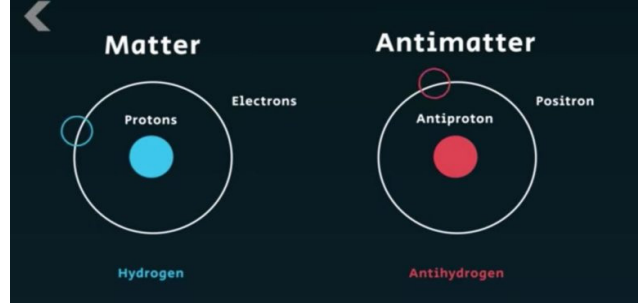 Matter
Antimatter
Electrons
Positron
Protons
Antiproton
Hydrogen
Antihydrogen